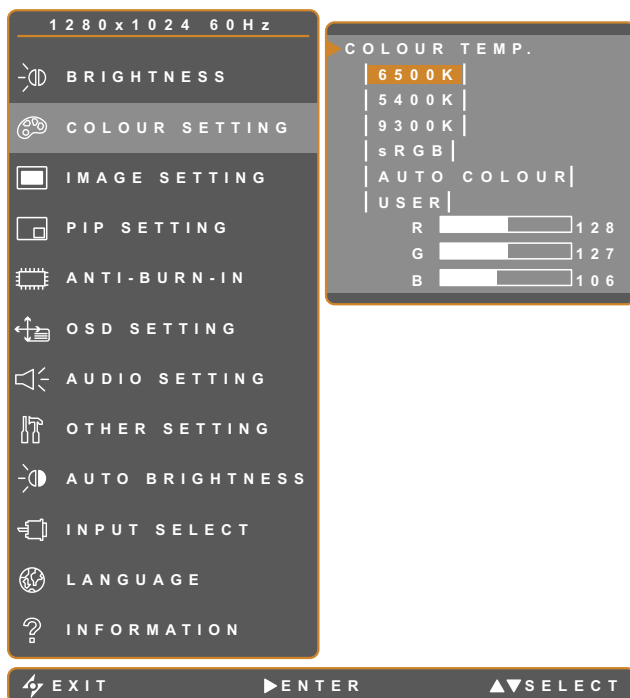 1280x1024 60Hz
BRIGHTNESS
COLOUR SETTING
IMAGE SETTING
PIP SETTING
ANTI-BURN-IN
OSD SETTING
AUDIO SETTING
OTHER SETTING
AUTO BRIGHTNESS
INPUT SELECT
LANGUAGE
INFORMATION
COLOUR TEMP.
6500K
5400K
9300K
sRGB
AUTO COLOUR
USER
R 128
G 127
B 106
EXIT ENTER SELECT